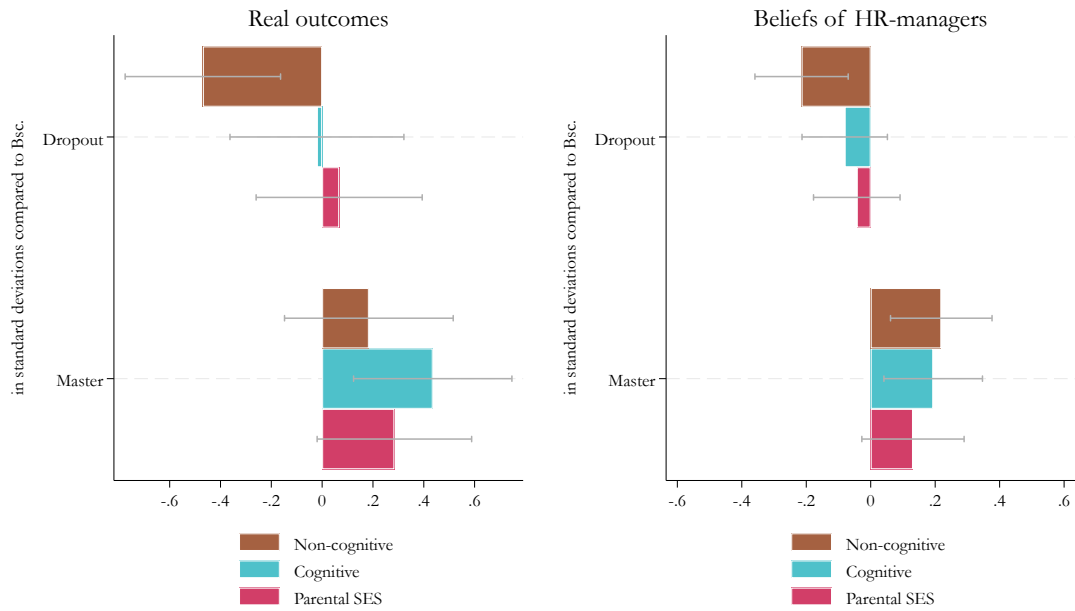 Real outcomes
in standard deviations compared to Bsc.
Dropout
Master
-.6 -.4 -.2 0 .2 .4 .6
Non-cognitive
Cognitive
Parental SES
Beliefs of HR-managers
in standard deviations compared to Bsc.
Dropout
Master
-.6 -.4 -.2 0 .2 .4 .6
Non-cognitive
Cognitive
Parental SES